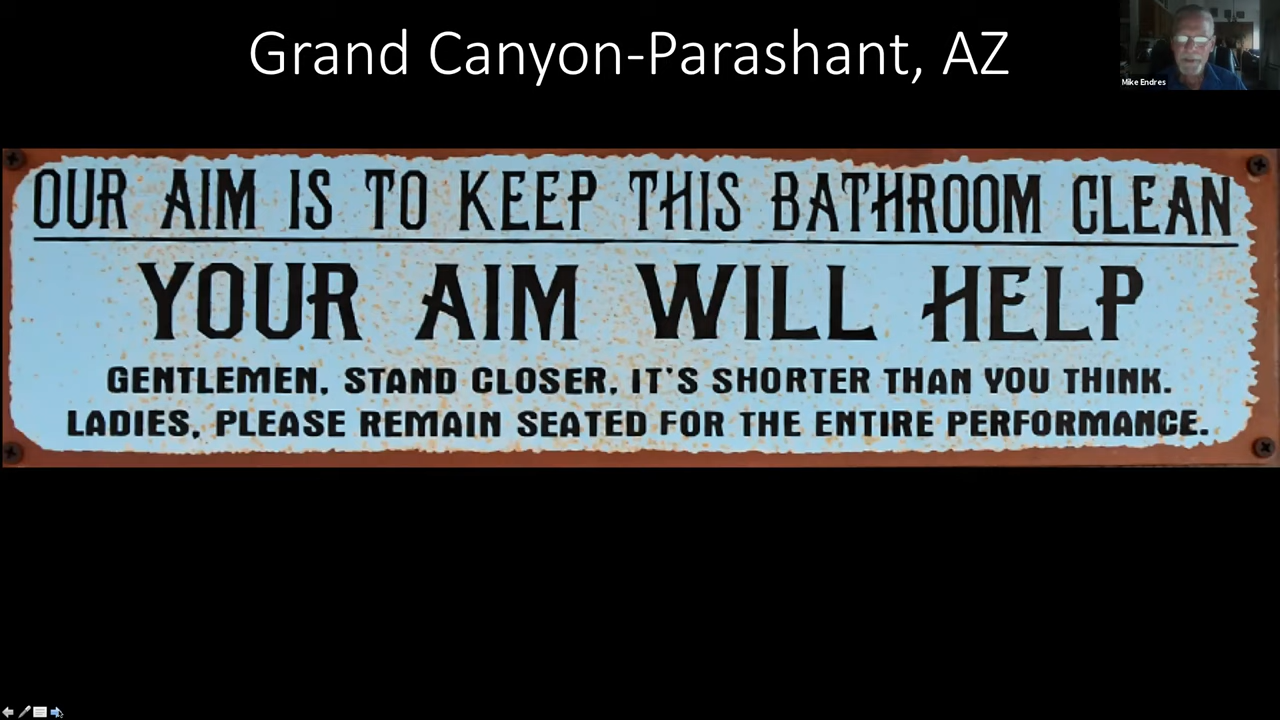 Grand Canyon-Parashant, AZ
Mike Endres
OUR AIM IS TO KEEP THIS BATHROOM CLEAN
YOUR AIM WILL HELP
GENTLEMEN, STAND CLOSER, IT'S SHORTER THAN YOU THINK.
LADIES, PLEASE REMAIN SEATED FOR THE ENTIRE PERFORMANCE.